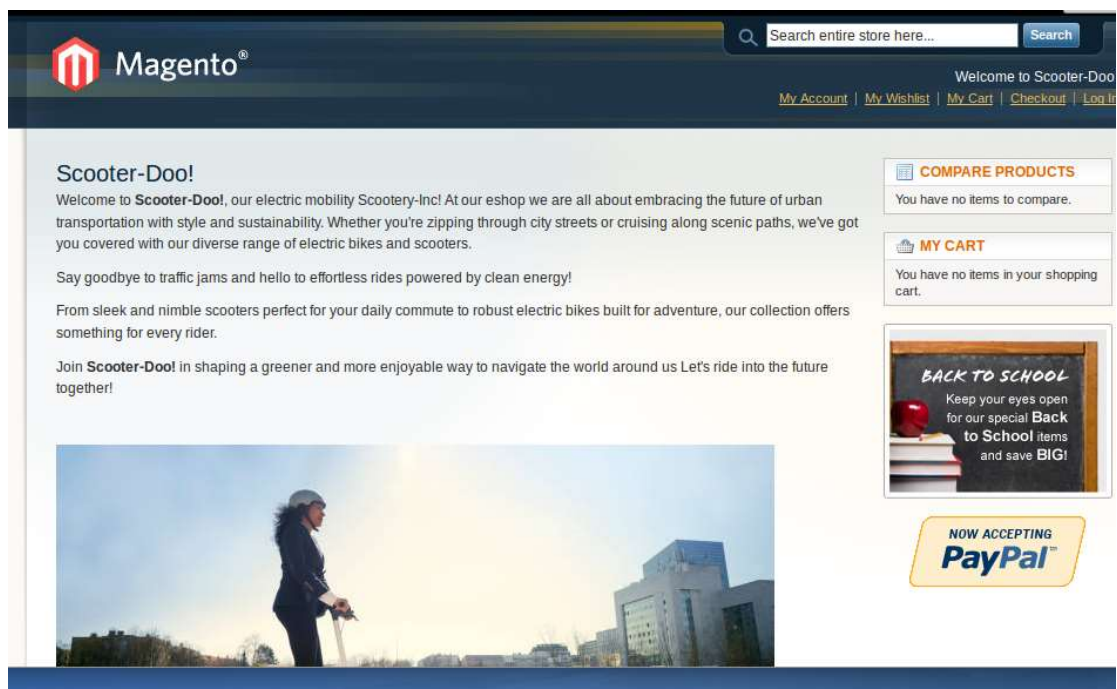 Magento®
Search entire store here...
Search
Welcome to Scooter-Doo
My Account | My Wishlist | My Cart | Checkout | Log In
Scooter-Doo!
Welcome to Scooter-Doo!, our electric mobility Scootery-Inc! At our eshop we are all about embracing the future of urban
transportation with style and sustainability. Whether you're zipping through city streets or cruising along scenic paths, we've got
you covered with our diverse range of electric bikes and scooters.
Say goodbye to traffic jams and hello to effortless rides powered by clean energy!
From sleek and nimble scooters perfect for your daily commute to robust electric bikes built for adventure, our collection offers
something for every rider.
Join Scooter-Doo! in shaping a greener and more enjoyable way to navigate the world around us Let's ride into the future
together!
COMPARE PRODUCTS
You have no items to compare.
MY CART
You have no items in your shopping
cart.
BACK TO SCHOOL
Keep your eyes open
for our special Back
to School items
and save BIG!
NOW ACCEPTING
PayPal™